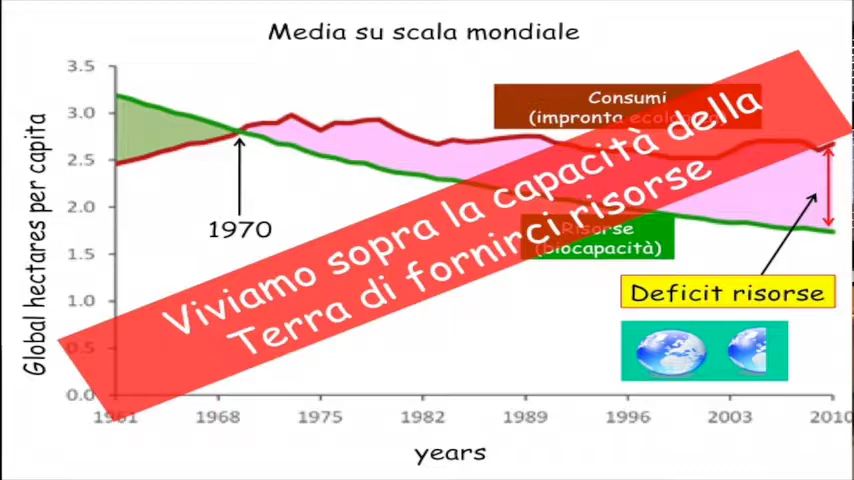 Media su scala mondiale
3.5
3.0
2.5
2.0
1.5
1.0
0.5
0.0
Global hectares per capita
Consumi
(impronta
Viviamo sopra la capacità della
Terra di fornirci risorse
1970
Risorse
(biocapacità)
Deficit risorse
1961 1968 1975 1982 1989 1996 2003 2010
years